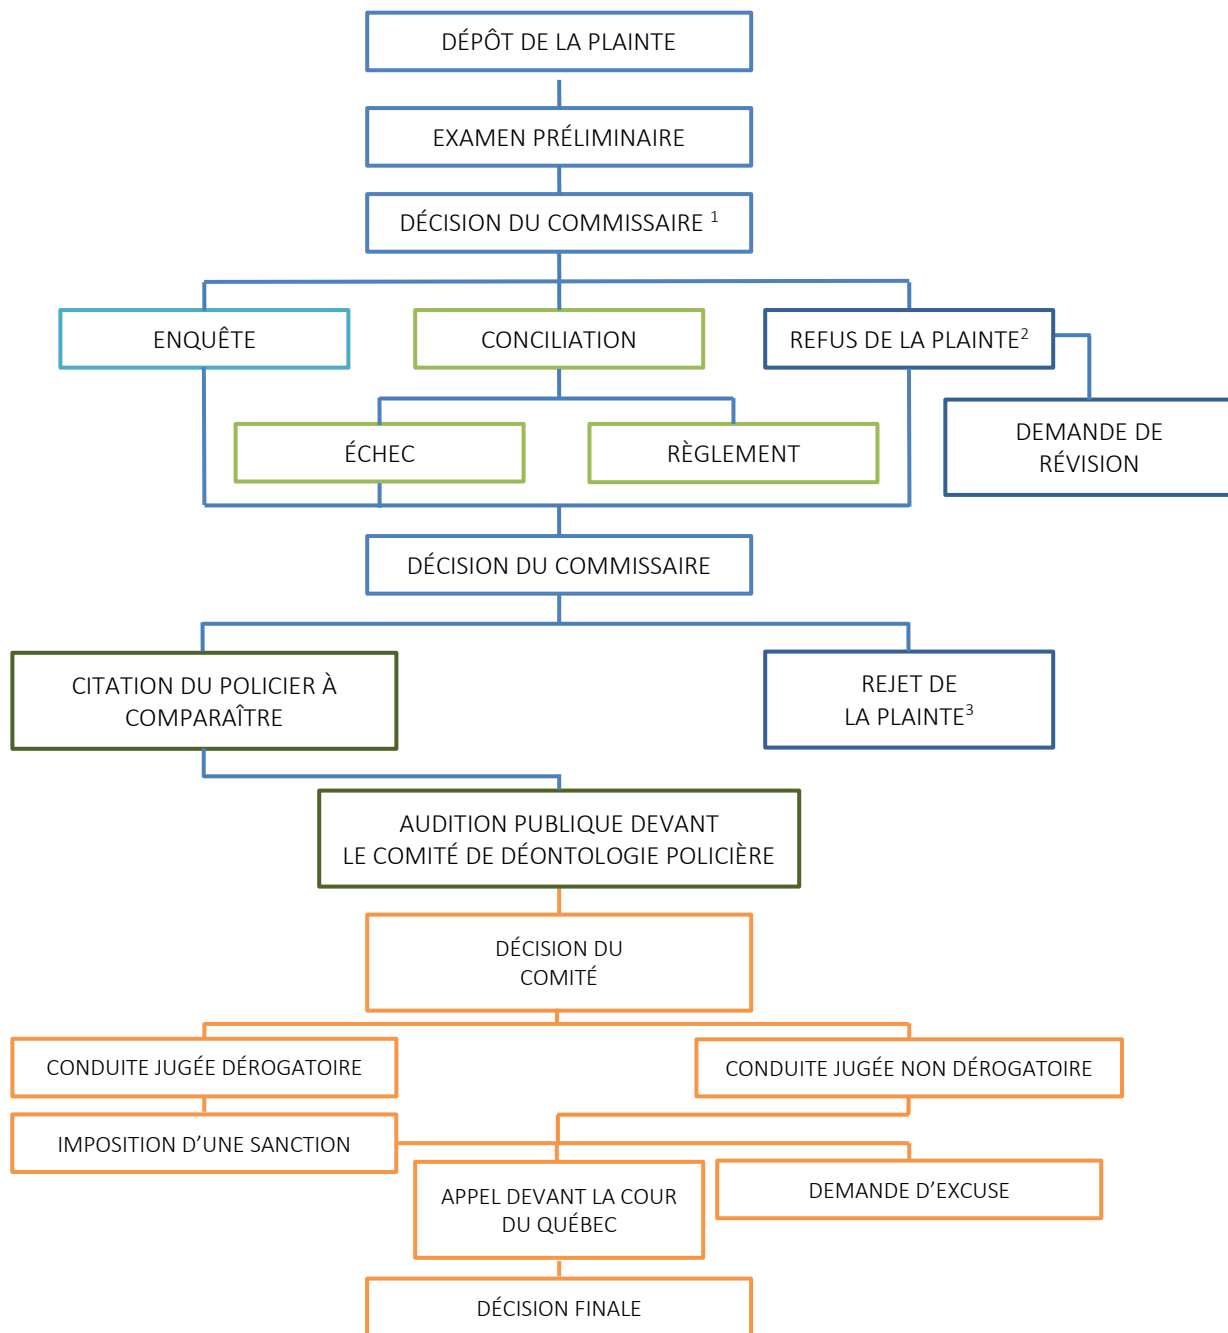 DÉPÔT DE LA PLAINTE
EXAMEN PRÉLIMINAIRE
DÉCISION DU COMMISSAIRE ¹
ENQUÊTE
CONCILIATION
REFUS DE LA PLAINTE²
DEMANDE DE
RÉVISION
ÉCHEC
RÈGLEMENT
DÉCISION DU COMMISSAIRE
CITATION DU POLICIER À
COMPARAÎTRE
REJET DE
LA PLAINTE³
AUDITION PUBLIQUE DEVANT
LE COMITÉ DE DÉONTOLOGIE POLICIÈRE
DÉCISION DU
COMITÉ
CONDUITE JUGÉE DÉROGATOIRE
CONDUITE JUGÉE NON DÉROGATOIRE
IMPOSITION D’UNE SANCTION
APPEL DEVANT LA COUR
DU QUÉBEC
DEMANDE D’EXCUSE
DÉCISION FINALE